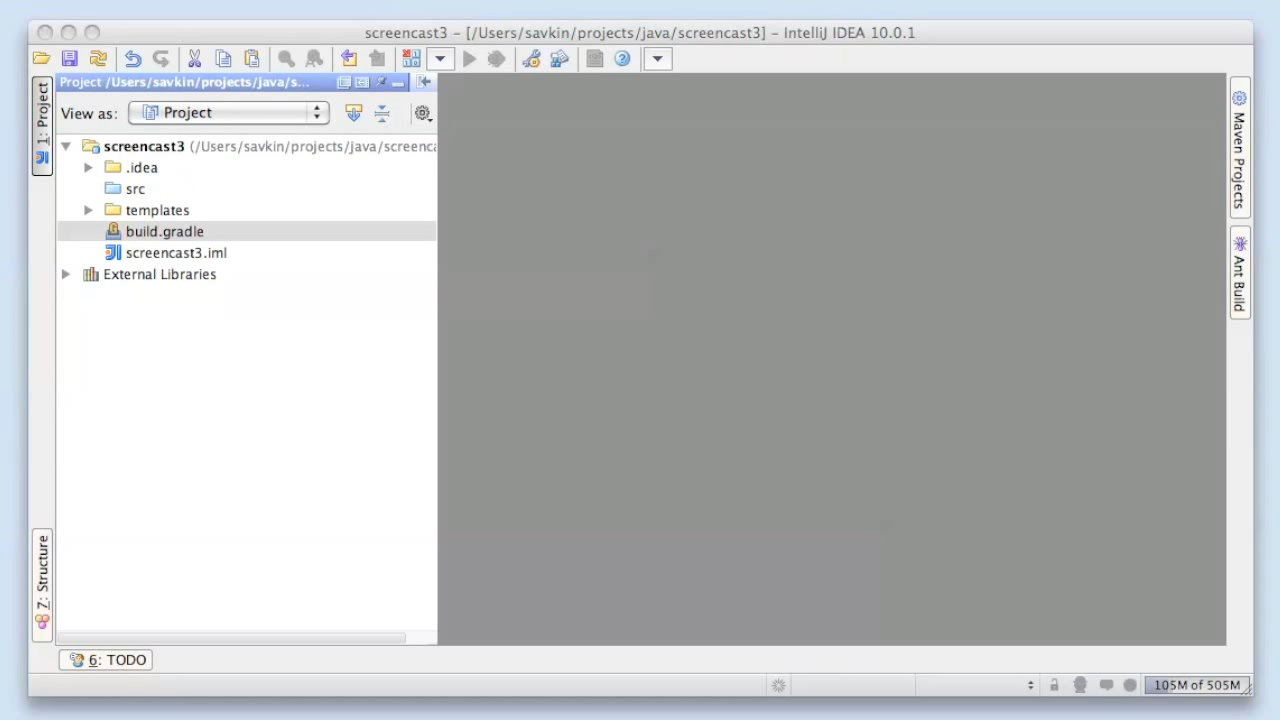 screencast3 – [/Users/savkin/projects/java/screencast3] – IntelliJ IDEA 10.0.1
Project /Users/savkin/projects/java/s...
View as: Project
screencast3 (/Users/savkin/projects/java/screenca
.idea
src
templates
build.gradle
screencast3.iml
External Libraries
1: Project
7: Structure
Maven Projects
Ant Build
6: TODO
105M of 505M